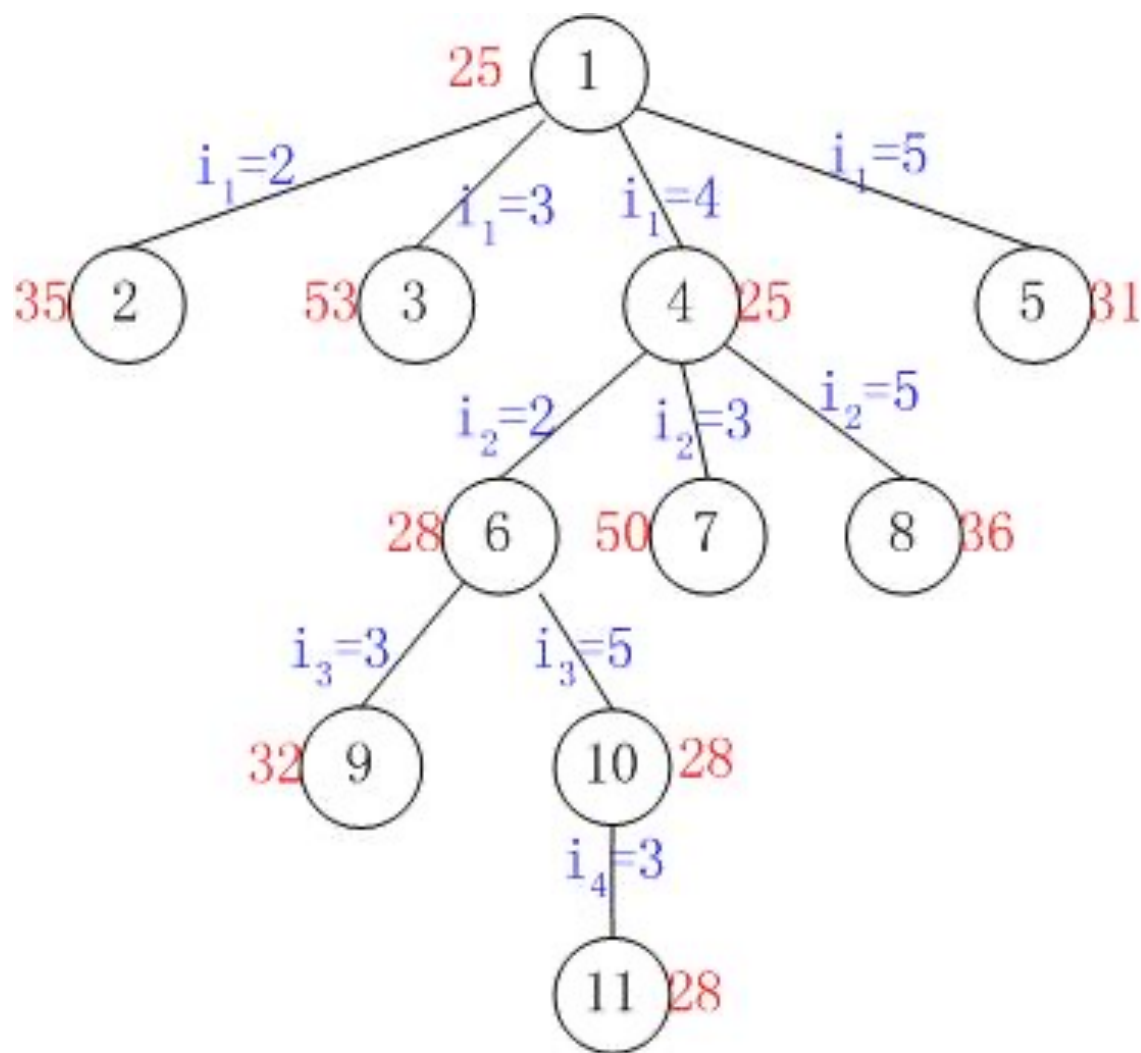 25 1
i₁=2 i₁=3 i₁=4 i₁=5
35 2 53 3 4 25 5 31
i₂=2 i₂=3 i₂=5
28 6 50 7 8 36
i₃=3 i₃=5
32 9 10 28
i₄=3
11 28